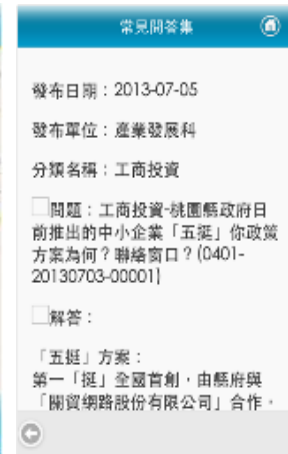 常見問答集
發布日期：2013-07-05
發布單位：產業發展科
分類名稱：工商投資
問題：工商投資-桃園縣政府日
前推出的中小企業「五挺」你政策
方案為何？聯絡窗口？(0401-
20130703-00001)
解答：
「五挺」方案：
第一「挺」全國首創，由縣府與
「關貿網路股份有限公司」合作，